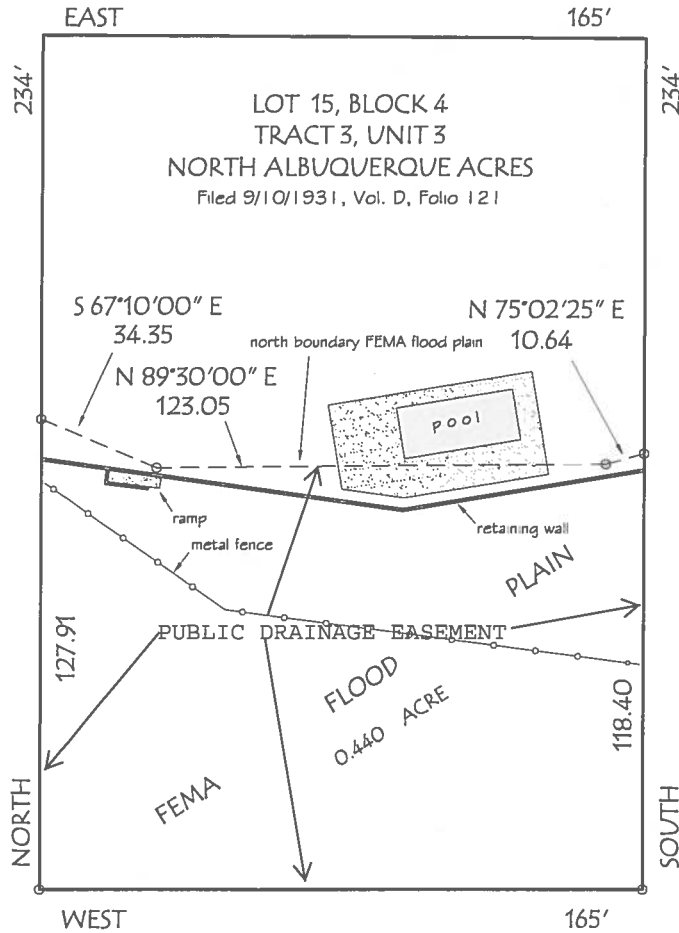 EAST 165'
234'
234'
LOT 15, BLOCK 4
TRACT 3, UNIT 3
NORTH ALBUQUERQUE ACRES
Filed 9/10/1931, Vol. D, Folio 121
S 67°10'00" E
34.35
N 75°02'25" E
10.64
north boundary FEMA flood plain
N 89°30'00" E
123.05
pool
ramp
metal fence
retaining wall
PLAIN
PUBLIC DRAINAGE EASEMENT
127.91
FLOOD
0.440 ACRE
118.40
FEMA
NORTH
SOUTH
WEST 165'